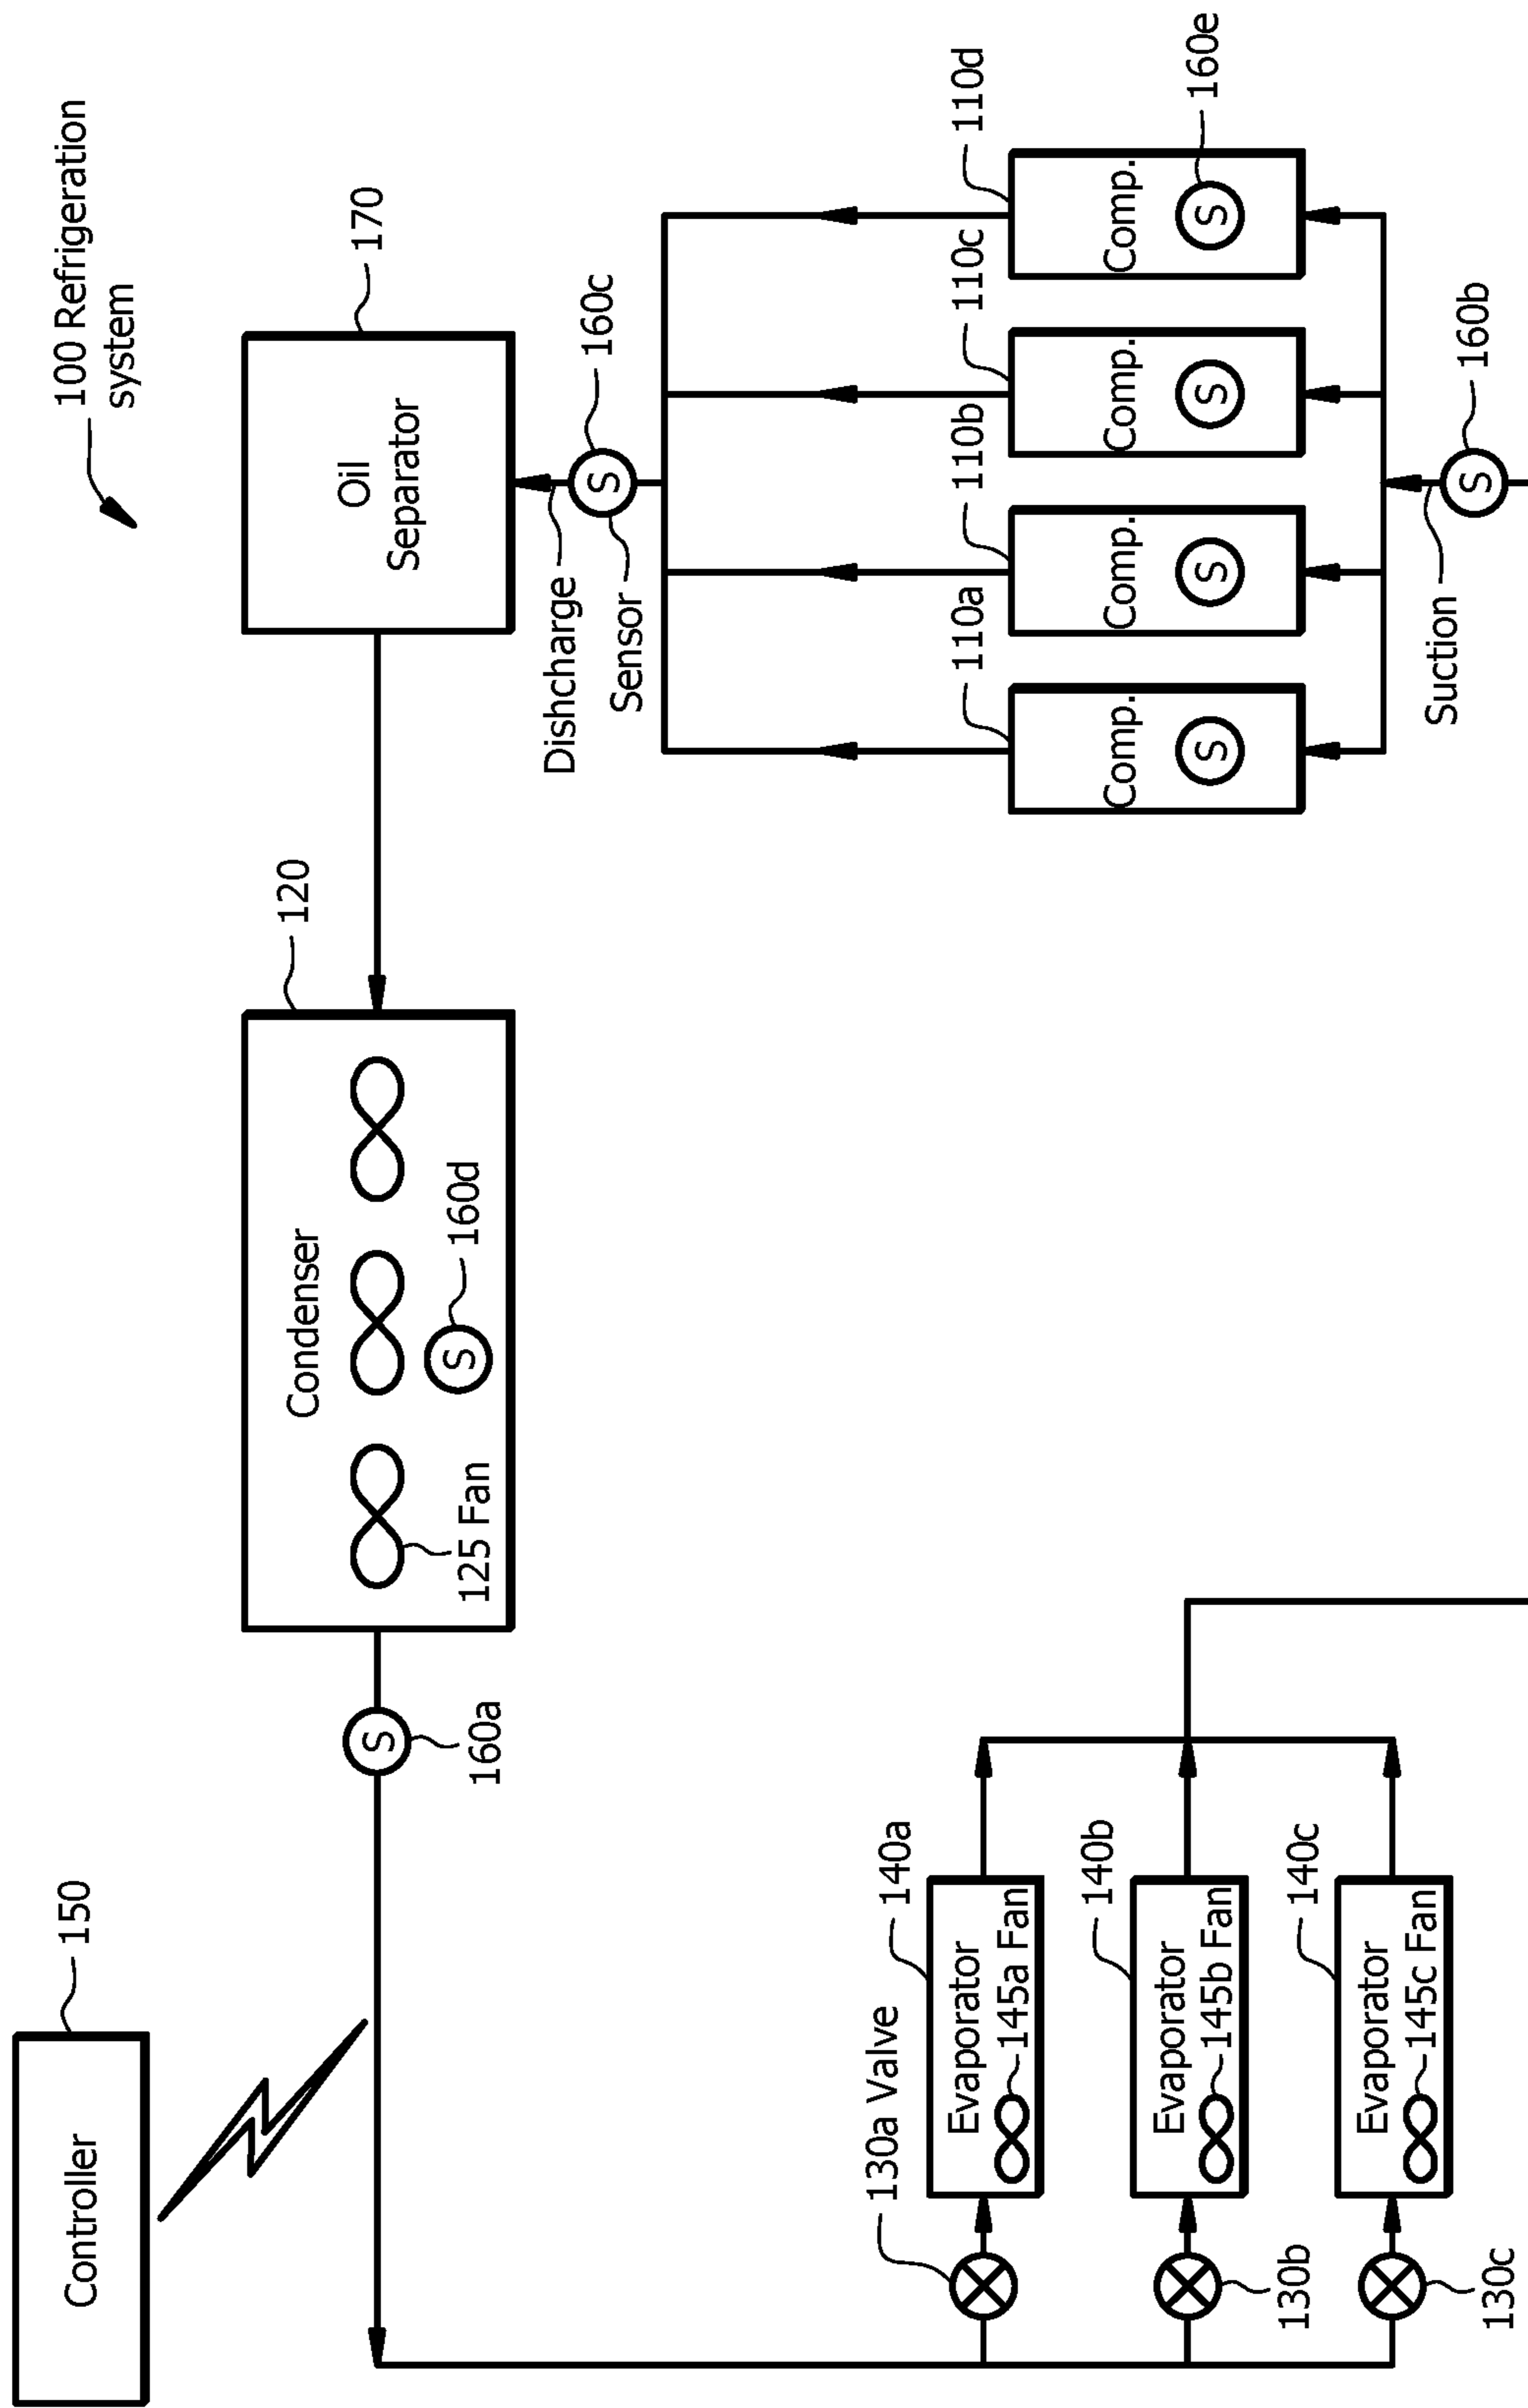 100 Refrigeration
system
Controller
150
160a
Condenser
120
125 Fan
160d
Oil
Separator
170
Dishcharge
Sensor
160c
130a Valve
140a
Evaporator
145a Fan
130b
140b
Evaporator
145b Fan
130c
140c
Evaporator
145c Fan
110a
110b
110c
110d
Comp.
Comp.
Comp.
Comp.
160e
Suction
160b
S
S
S
S
S
S
S
S